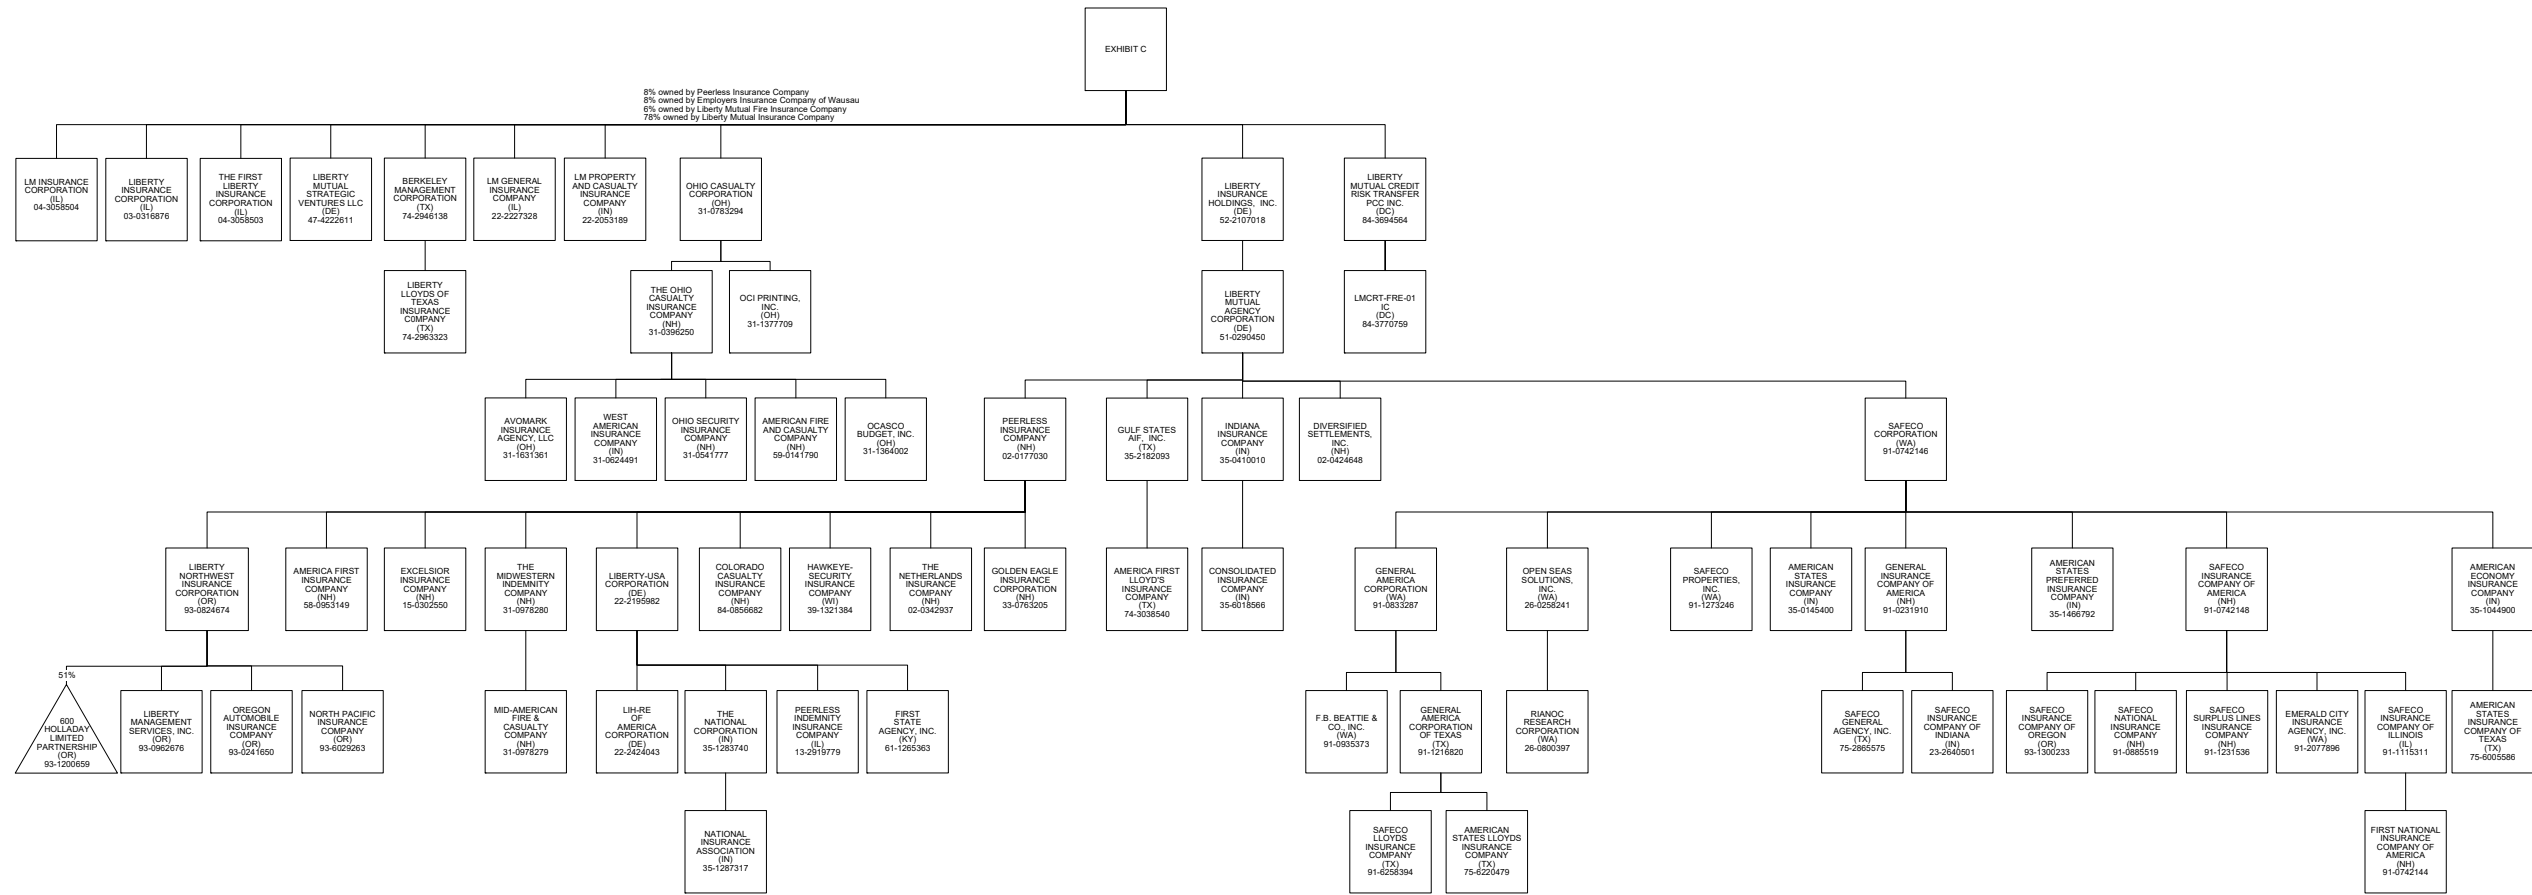 EXHIBIT C
8% owned by Peerless Insurance Company
8% owned by Employers Insurance Company of Wausau
6% owned by Liberty Mutual Fire Insurance Company
78% owned by Liberty Mutual Insurance Company
LM INSURANCE
CORPORATION
(IL)
04-3058504
LIBERTY
INSURANCE
CORPORATION
(IL)
03-0316876
THE FIRST
LIBERTY
INSURANCE
CORPORATION
(IL)
04-3058503
LIBERTY
MUTUAL
STRATEGIC
VENTURES LLC
(DE)
47-4222611
BERKELEY
MANAGEMENT
CORPORATION
(TX)
74-2946138
LM GENERAL
INSURANCE
COMPANY
(IL)
22-2227328
LM PROPERTY
AND CASUALTY
INSURANCE
COMPANY
(IN)
22-2053189
OHIO CASUALTY
CORPORATION
(OH)
31-0783294
LIBERTY
INSURANCE
HOLDINGS, INC.
(DE)
52-2107018
LIBERTY
MUTUAL CREDIT
RISK TRANSFER
PCC INC.
(DC)
84-3694564
LIBERTY
LLOYDS OF
TEXAS
INSURANCE
C0MPANY
(TX)
74-2963323
THE OHIO
CASUALTY
INSURANCE
COMPANY
(NH)
31-0396250
OCI PRINTING,
INC.
(OH)
31-1377709
LIBERTY
MUTUAL
AGENCY
CORPORATION
(DE)
51-0290450
LMCRT-FRE-01
IC
(DC)
84-3770759
AVOMARK
INSURANCE
AGENCY, LLC
(OH)
31-1631361
WEST
AMERICAN
INSURANCE
COMPANY
(IN)
31-0624491
OHIO SECURITY
INSURANCE
COMPANY
(NH)
31-0541777
AMERICAN FIRE
AND CASUALTY
COMPANY
(NH)
59-0141790
OCASCO
BUDGET, INC.
(OH)
31-1364002
PEERLESS
INSURANCE
COMPANY
(NH)
02-0177030
GULF STATES
AIF, INC.
(TX)
35-2182093
INDIANA
INSURANCE
COMPANY
(IN)
35-0410010
DIVERSIFIED
SETTLEMENTS,
INC.
(NH)
02-0424648
SAFECO
CORPORATION
(WA)
91-0742146
LIBERTY
NORTHWEST
INSURANCE
CORPORATION
(OR)
93-0824674
AMERICA FIRST
INSURANCE
COMPANY
(NH)
58-0953149
EXCELSIOR
INSURANCE
COMPANY
(NH)
15-0302550
THE
MIDWESTERN
INDEMNITY
COMPANY
(NH)
31-0978280
LIBERTY-USA
CORPORATION
(DE)
22-2195982
COLORADO
CASUALTY
INSURANCE
COMPANY
(NH)
84-0856682
HAWKEYE-
SECURITY
INSURANCE
COMPANY
(WI)
39-1321384
THE
NETHERLANDS
INSURANCE
COMPANY
(NH)
02-0342937
GOLDEN EAGLE
INSURANCE
CORPORATION
(NH)
33-0763205
AMERICA FIRST
LLOYD'S
INSURANCE
COMPANY
(TX)
74-3038540
CONSOLIDATED
INSURANCE
COMPANY
(IN)
35-6018566
GENERAL
AMERICA
CORPORATION
(WA)
91-0833287
OPEN SEAS
SOLUTIONS,
INC.
(WA)
26-0258241
SAFECO
PROPERTIES,
INC.
(WA)
91-1273246
AMERICAN
STATES
INSURANCE
COMPANY
(IN)
35-0145400
GENERAL
INSURANCE
COMPANY OF
AMERICA
(NH)
91-0231910
AMERICAN
STATES
PREFERRED
INSURANCE
COMPANY
(IN)
35-1466792
SAFECO
INSURANCE
COMPANY OF
AMERICA
(NH)
91-0742148
AMERICAN
ECONOMY
INSURANCE
COMPANY
(IN)
35-1044900
51%
600
HOLLADAY
LIMITED
PARTNERSHIP
(OR)
93-1200659
LIBERTY
MANAGEMENT
SERVICES, INC.
(OR)
93-0962676
OREGON
AUTOMOBILE
INSURANCE
COMPANY
(OR)
93-0241650
NORTH PACIFIC
INSURANCE
COMPANY
(OR)
93-6029263
MID-AMERICAN
FIRE &
CASUALTY
COMPANY
(NH)
31-0978279
LIH-RE
OF
AMERICA
CORPORATION
(DE)
22-2424043
THE
NATIONAL
CORPORATION
(IN)
35-1283740
PEERLESS
INDEMNITY
INSURANCE
COMPANY
(IL)
13-2919779
FIRST
STATE
AGENCY, INC.
(KY)
61-1265363
F.B. BEATTIE &
CO., INC.
(WA)
91-0935373
GENERAL
AMERICA
CORPORATION
OF TEXAS
(TX)
91-1216820
RIANOC
RESEARCH
CORPORATION
(WA)
26-0800397
SAFECO
GENERAL
AGENCY, INC.
(TX)
75-2865575
SAFECO
INSURANCE
COMPANY OF
INDIANA
(IN)
23-2640501
SAFECO
INSURANCE
COMPANY OF
OREGON
(OR)
93-1300233
SAFECO
NATIONAL
INSURANCE
COMPANY
(NH)
91-0885519
SAFECO
SURPLUS LINES
INSURANCE
COMPANY
(NH)
91-1231536
EMERALD CITY
INSURANCE
AGENCY, INC.
(WA)
91-2077896
SAFECO
INSURANCE
COMPANY OF
ILLINOIS
(IL)
91-1115311
AMERICAN
STATES
INSURANCE
COMPANY OF
TEXAS
(TX)
75-6005586
NATIONAL
INSURANCE
ASSOCIATION
(IN)
35-1287317
SAFECO
LLOYDS
INSURANCE
COMPANY
(TX)
91-6258394
AMERICAN
STATES LLOYDS
INSURANCE
COMPANY
(TX)
75-6220479
FIRST NATIONAL
INSURANCE
COMPANY OF
AMERICA
(NH)
91-0742144